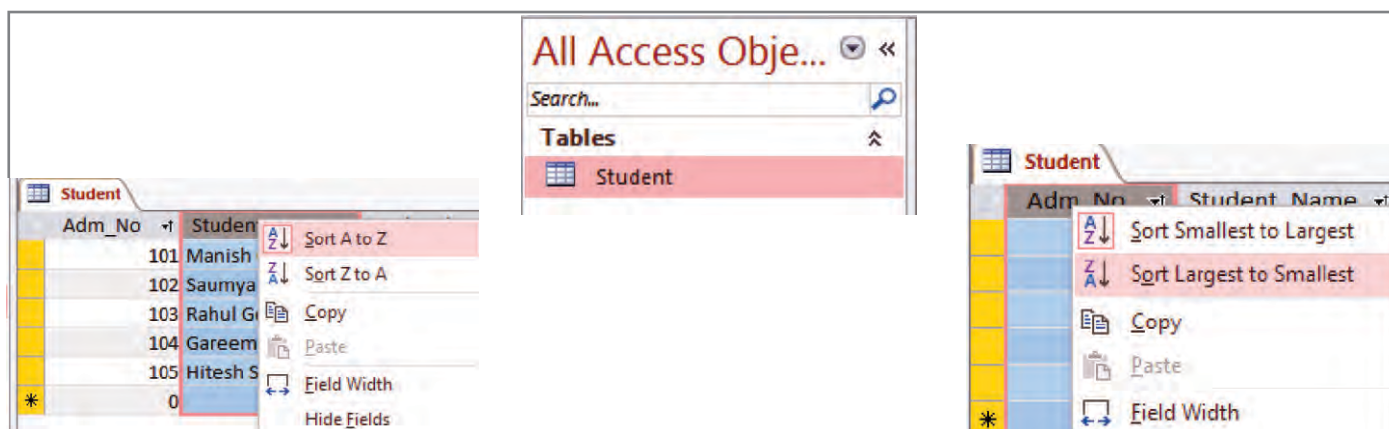 All Access Obje...
Search...
Tables
Student
Student
Adm_No
Sort A to Z
101 Manish
Sort Z to A
102 Saumya
103 Rahul
Copy
104 Gareem
Paste
105 Hitesh S
Field Width
* 0
Hide Fields
Student
Adm_No Student_Name
Sort Smallest to Largest
Sort Largest to Smallest
Copy
Paste
Field Width
*